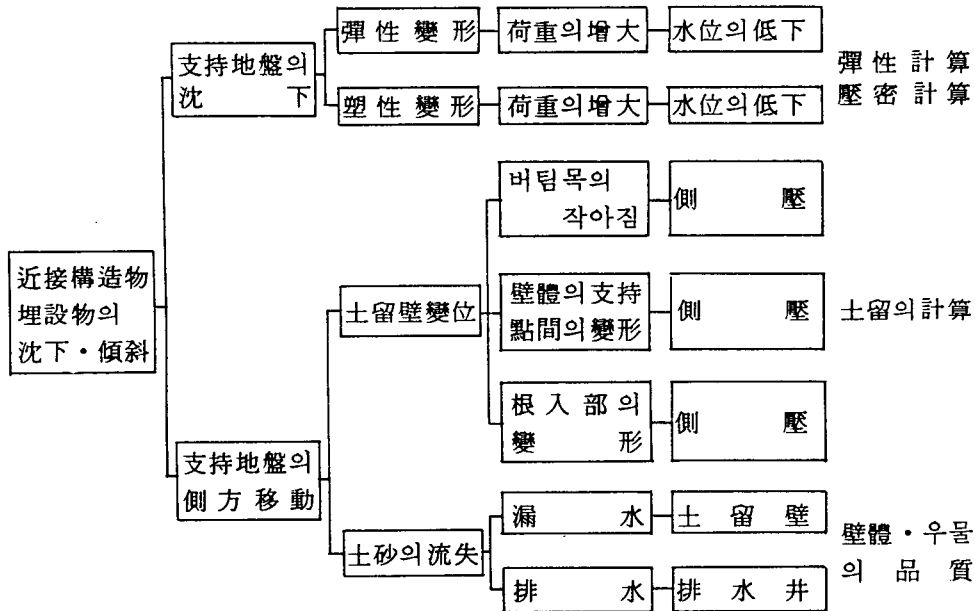 彈性變形
荷重의增大
水位의低下
支持地盤의
沈下
彈性計算
壓密計算
塑性變形
荷重의增大
水位의低下
버팀목의
작아짐
側壓
近接構造物
埋設物의
沈下·傾斜
土留壁變位
壁體의支持
點間의變形
側壓
土留의計算
根入部의
變形
側壓
支持地盤의
側方移動
土砂의流失
漏水
土留壁
壁體·우물
의品質
排水
排水井